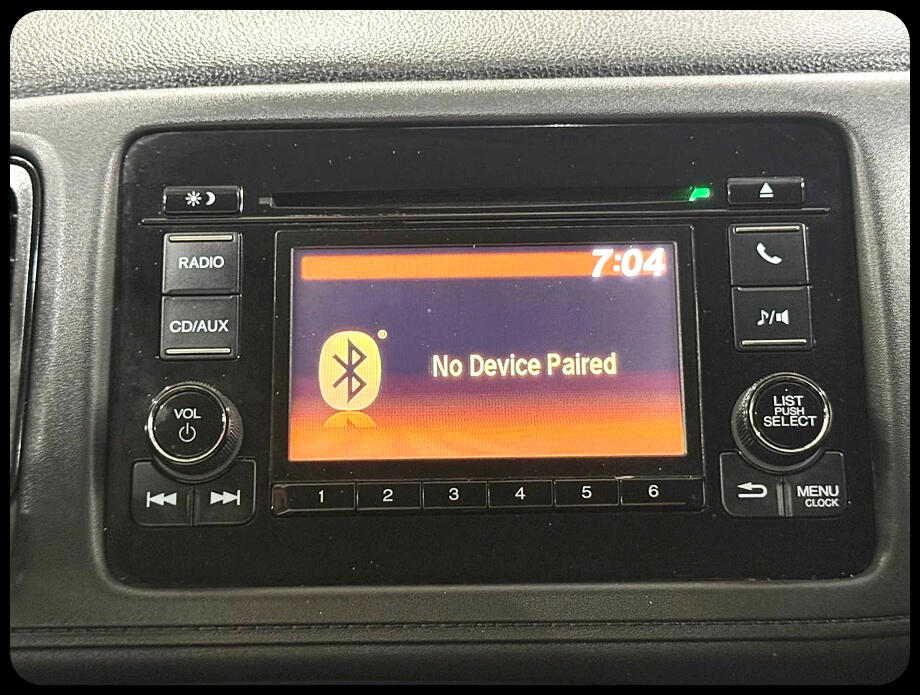 RADIO
7:04
CD/AUX
No Device Paired
VOL
LIST
PUSH
SELECT
1 2 3 4 5 6
MENU
CLOCK